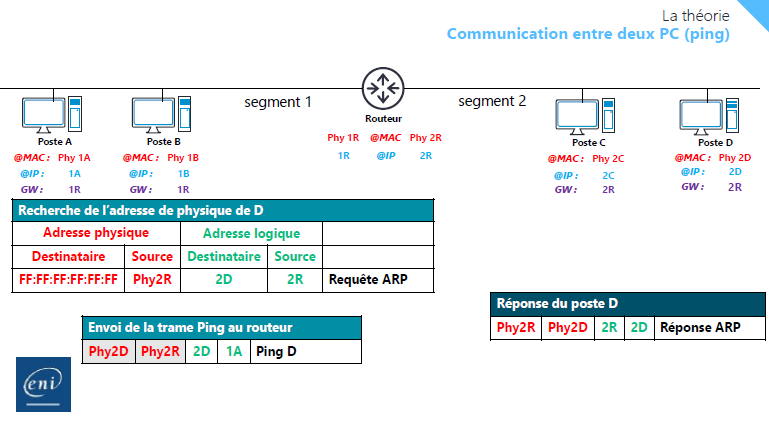 La théorie
Communication entre deux PC (ping)
segment 1
segment 2
Routeur
Poste A
@MAC : Phy 1A
@IP : 1A
GW : 1R
Poste B
@MAC : Phy 1B
@IP : 1B
GW : 1R
Phy 1R @MAC Phy 2R
1R @IP 2R
Poste C
@MAC : Phy 2C
@IP : 2C
GW : 2R
Poste D
@MAC : Phy 2D
@IP : 2D
GW : 2R
Recherche de l'adresse de physique de D
Adresse physique Adresse logique
Destinataire Source Destinataire Source
FF:FF:FF:FF:FF:FF Phy2R 2D 2R Requête ARP
Réponse du poste D
Phy2R Phy2D 2R 2D Réponse ARP
Envoi de la trame Ping au routeur
Phy2D Phy2R 2D 1A Ping D
eni